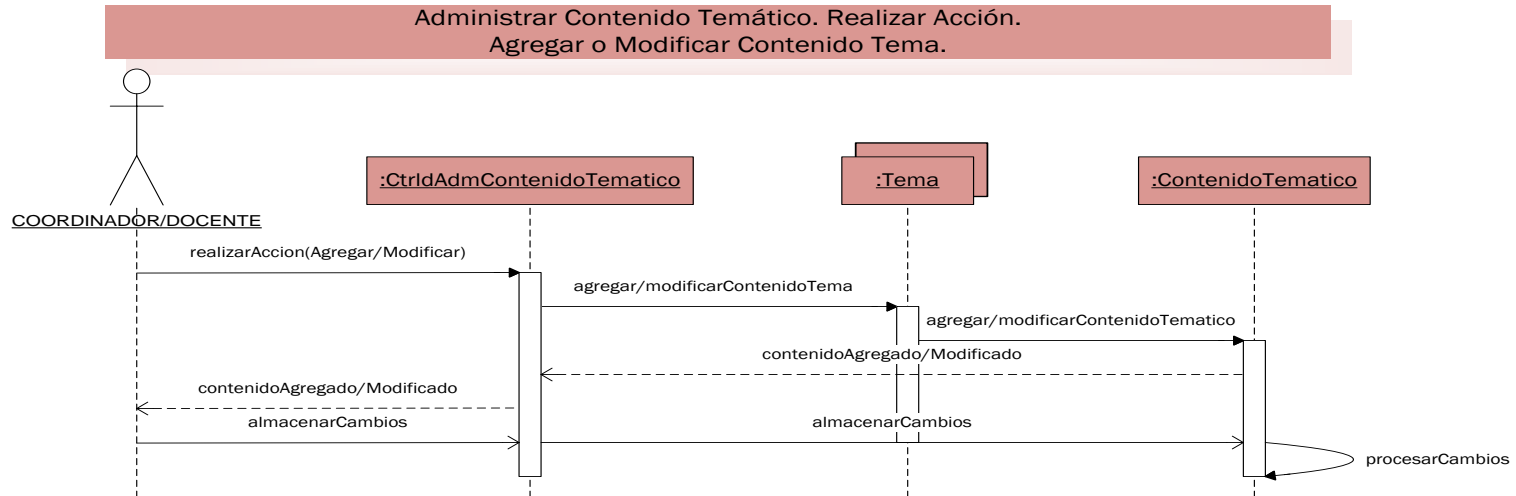 Administrar Contenido Temático. Realizar Acción.
Agregar o Modificar Contenido Tema.
:CtrldAdmContenidoTematico
:Tema
:ContenidoTematico
COORDINADOR/DOCENTE
realizarAccion(Agregar/Modificar)
agregar/modificarContenidoTema
agregar/modificarContenidoTematico
contenidoAgregado/Modificado
contenidoAgregado/Modificado
almacenarCambios
almacenarCambios
procesarCambios